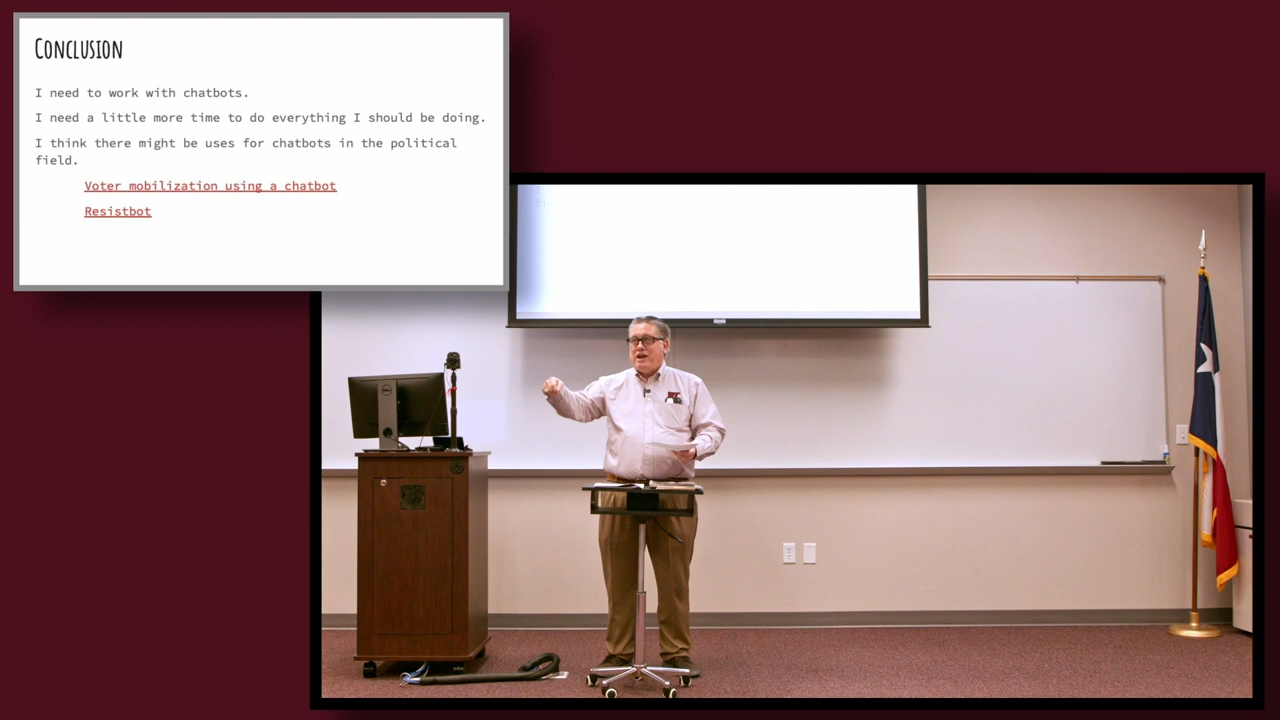 Conclusion
I need to work with chatbots.
I need a little more time to do everything I should be doing.
I think there might be uses for chatbots in the political
field.
Voter mobilization using a chatbot
Resistbot